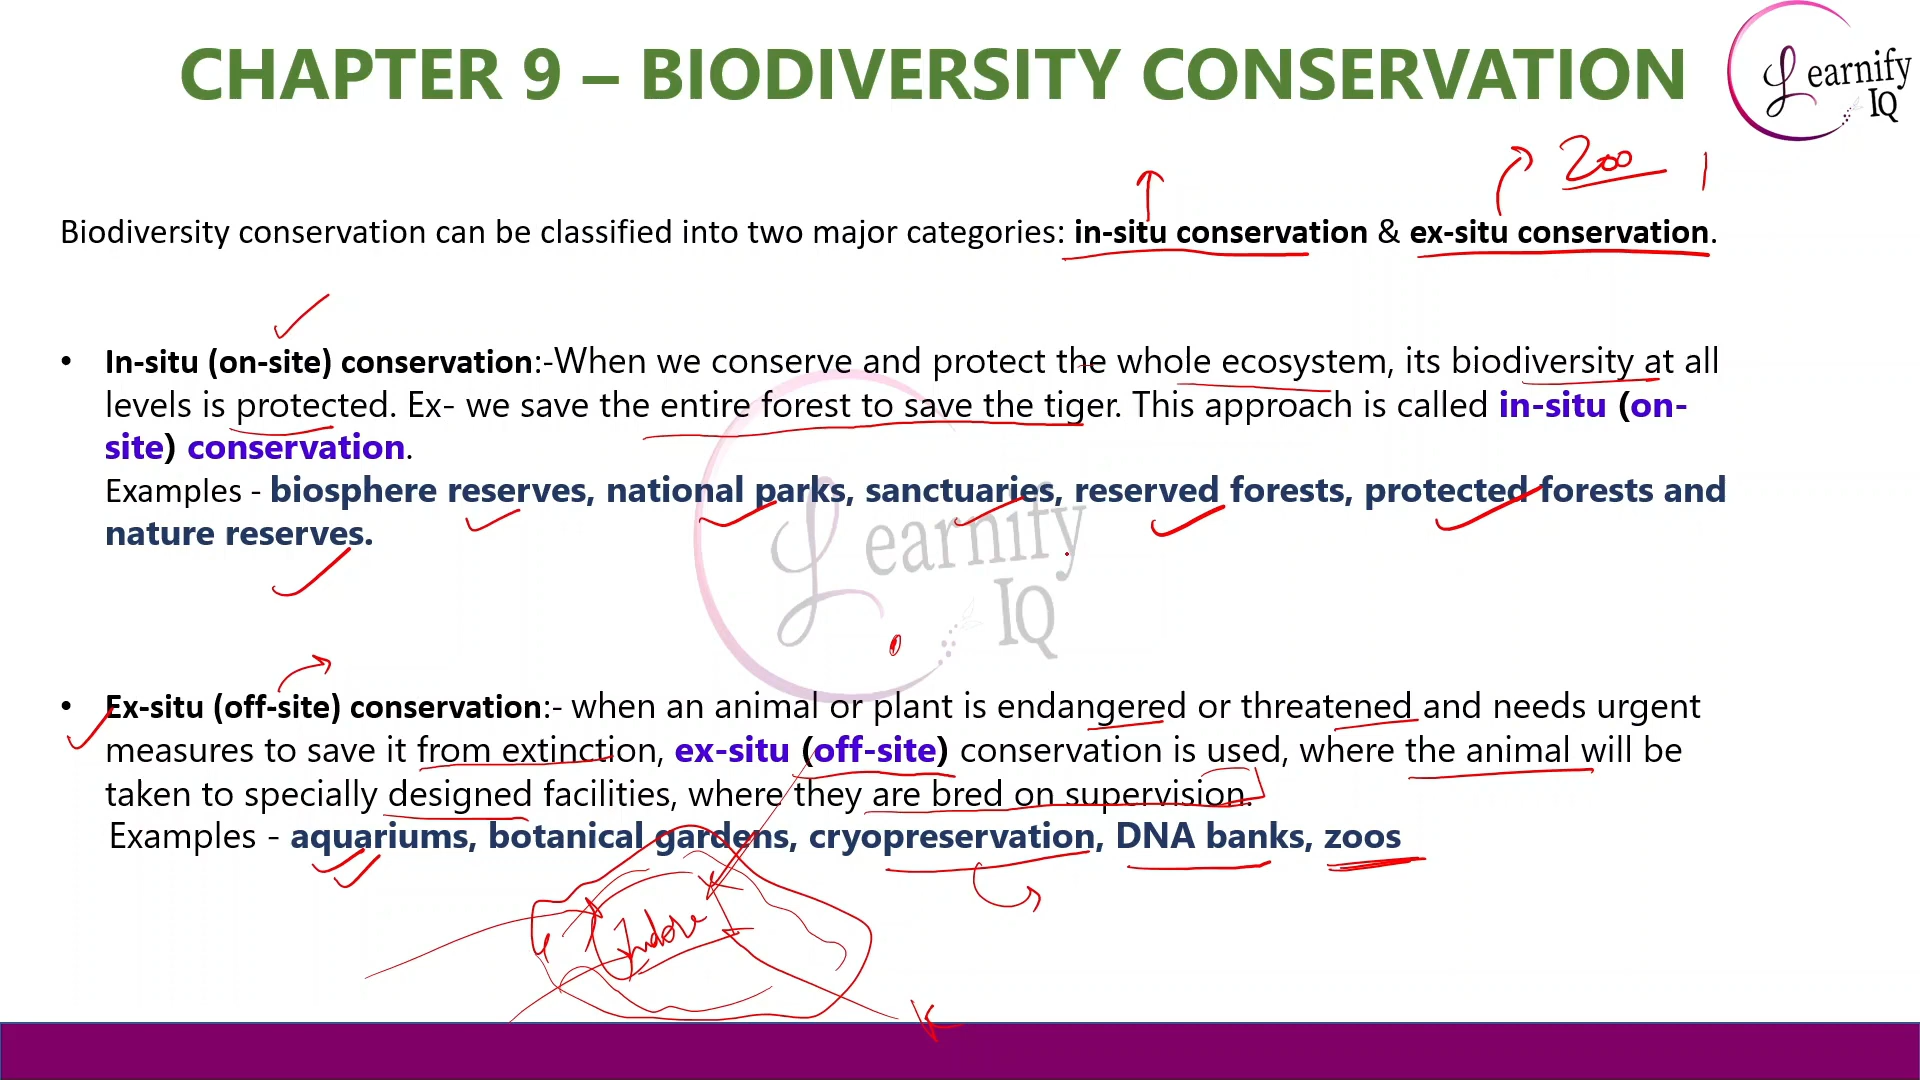 CHAPTER 9 – BIODIVERSITY CONSERVATION
Learnify
IQ
Zoo
Biodiversity conservation can be classified into two major categories: in-situ conservation & ex-situ conservation.
• In-situ (on-site) conservation:-When we conserve and protect the whole ecosystem, its biodiversity at all
levels is protected. Ex- we save the entire forest to save the tiger. This approach is called in-situ (on-
site) conservation.
Examples - biosphere reserves, national parks, sanctuaries, reserved forests, protected forests and
nature reserves.
Learnify
IQ
• Ex-situ (off-site) conservation:- when an animal or plant is endangered or threatened and needs urgent
measures to save it from extinction, ex-situ (off-site) conservation is used, where the animal will be
taken to specially designed facilities, where they are bred on supervision.
Examples - aquariums, botanical gardens, cryopreservation, DNA banks, zoos
Indore